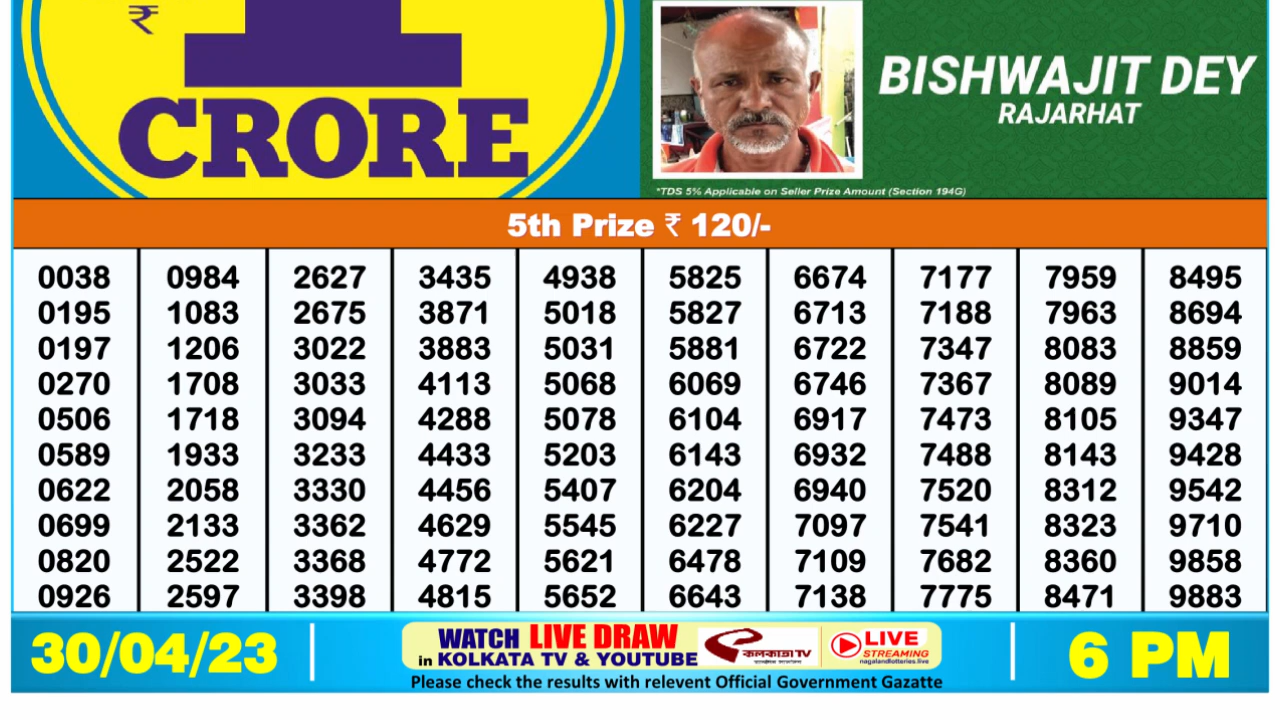 ₹
1
CRORE
BISHWAJIT DEY
RAJARHAT
*TDS 5% Applicable on Seller Prize Amount (Section 194G)
5th Prize ₹ 120/-
0038 0984 2627 3435 4938 5825 6674 7177 7959 8495
0195 1083 2675 3871 5018 5827 6713 7188 7963 8694
0197 1206 3022 3883 5031 5881 6722 7347 8083 8859
0270 1708 3033 4113 5068 6069 6746 7367 8089 9014
0506 1718 3094 4288 5078 6104 6917 7473 8105 9347
0589 1933 3233 4433 5203 6143 6932 7488 8143 9428
0622 2058 3330 4456 5407 6204 6940 7520 8312 9542
0699 2133 3362 4629 5545 6227 7097 7541 8323 9710
0820 2522 3368 4772 5621 6478 7109 7682 8360 9858
0926 2597 3398 4815 5652 6643 7138 7775 8471 9883
30/04/23
WATCH LIVE DRAW
in KOLKATA TV & YOUTUBE
কলকাতা TV
LIVE
STREAMING
nagalandlotteries.live
6 PM
Please check the results with relevent Official Government Gazatte